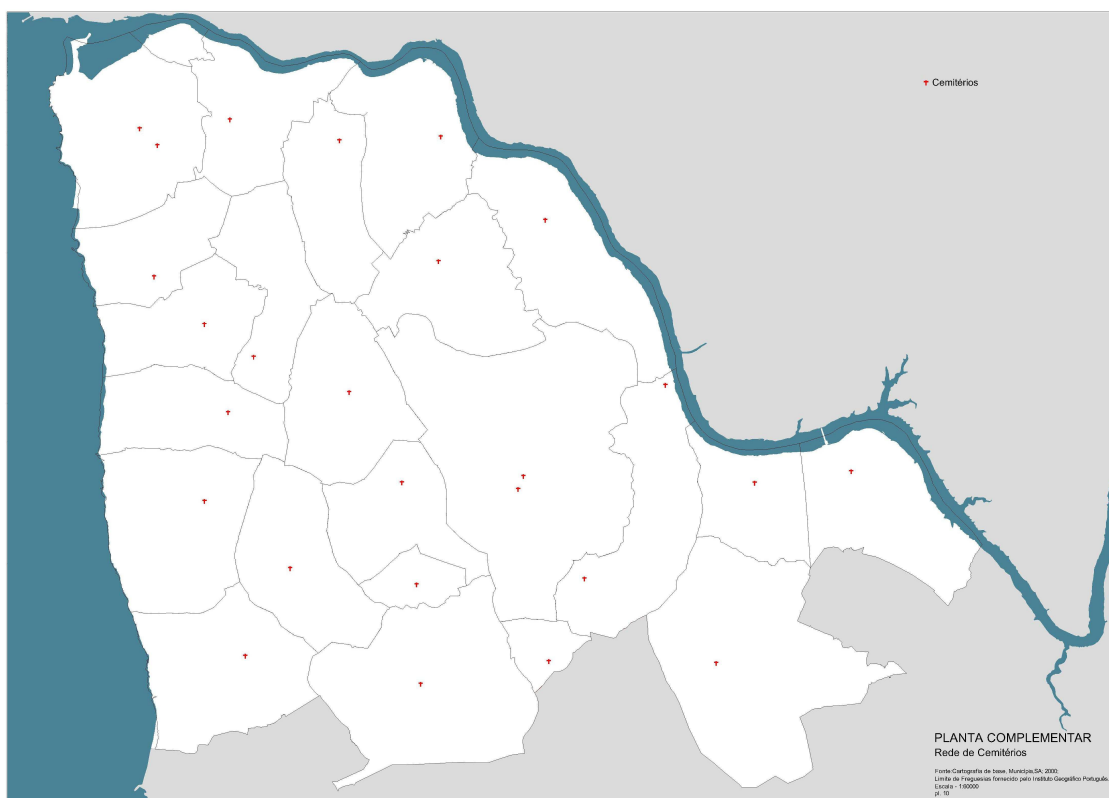 Cemitérios
PLANTA COMPLEMENTAR
Rede de Cemitérios
Fonte:Cartografia de base, Municípia,SA; 2000;
Limite de Freguesias fornecido pelo Instituto Geográfico Português.
Escala - 1:60000
pl. 10